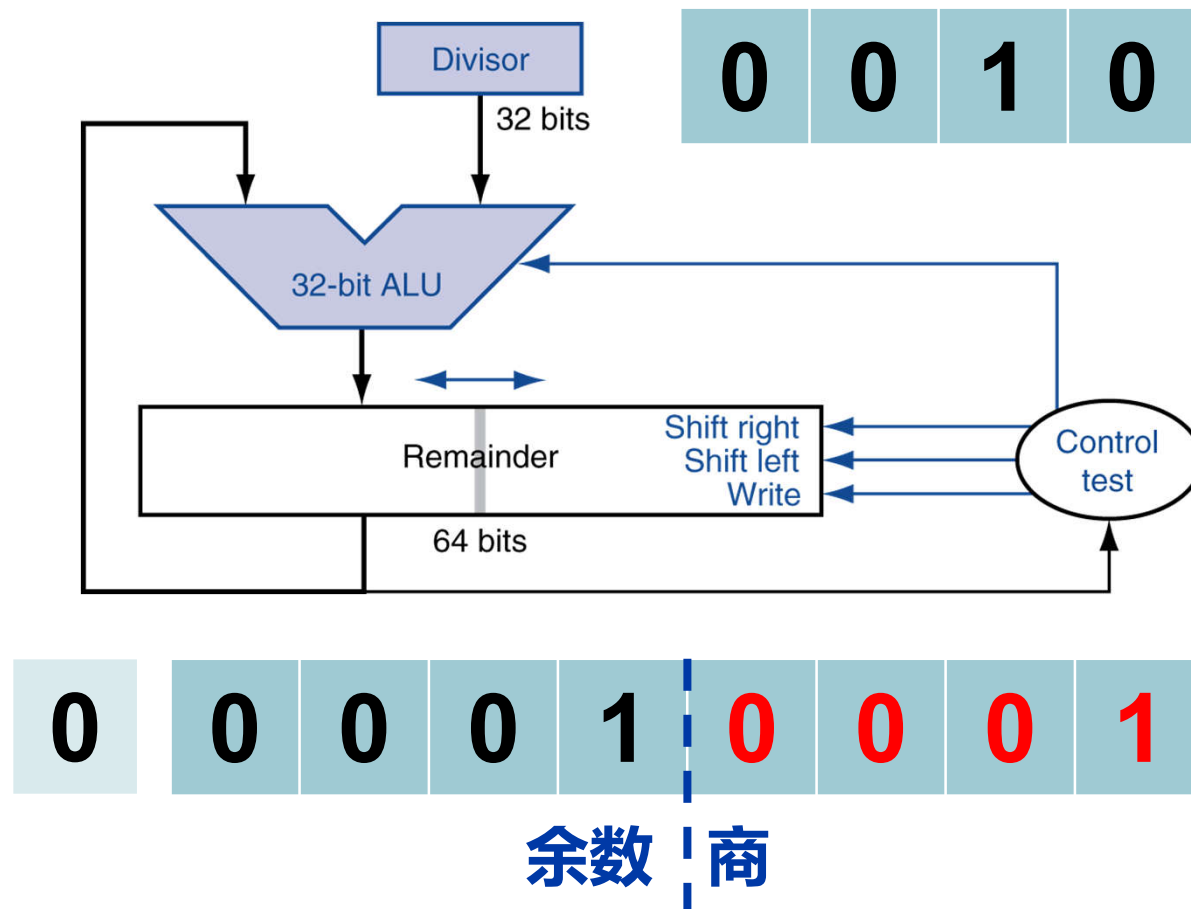 Divisor
0 0 1 0
32 bits
32-bit ALU
Remainder
Shift right
Shift left
Write
Control
test
64 bits
0 0 0 0 1 0 0 0 1
余数 商